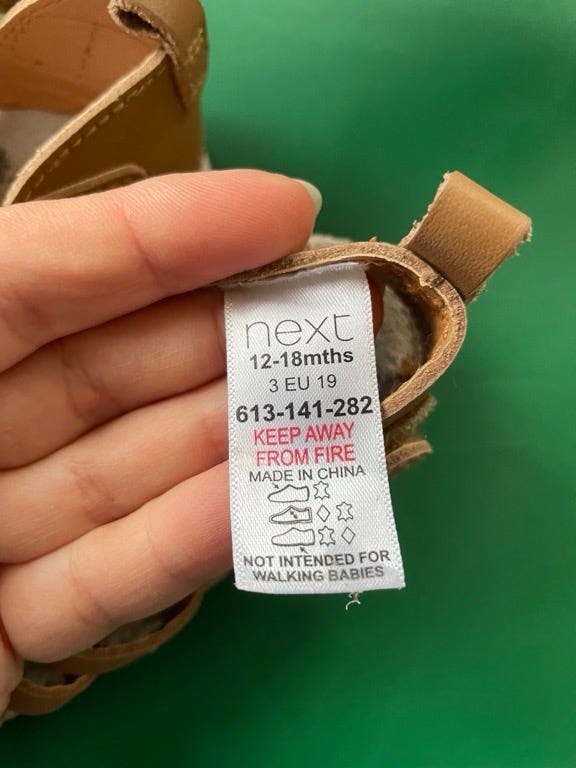 next
12-18mths
3 EU 19
613-141-282
KEEP AWAY
FROM FIRE
MADE IN CHINA
NOT INTENDED FOR
WALKING BABIES